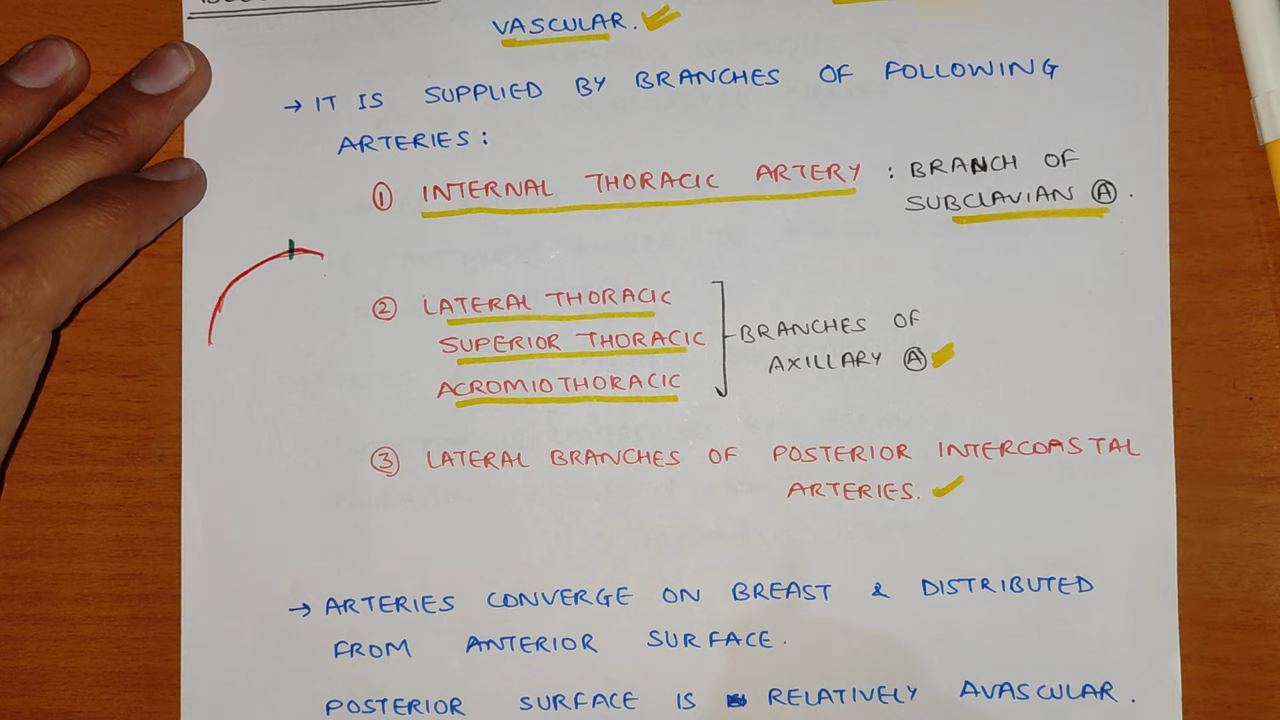 VASCULAR.
→ IT IS SUPPLIED BY BRANCHES OF FOLLOWING
ARTERIES :
① INTERNAL THORACIC ARTERY : BRANCH OF
SUBCLAVIAN Ⓐ.
② LATERAL THORACIC
SUPERIOR THORACIC
ACROMIOTHORACIC
BRANCHES OF
AXILLARY Ⓐ
③ LATERAL BRANCHES OF POSTERIOR INTERCOASTAL
ARTERIES.
→ ARTERIES CONVERGE ON BREAST & DISTRIBUTED
FROM ANTERIOR SURFACE.
POSTERIOR SURFACE IS RELATIVELY AVASCULAR.